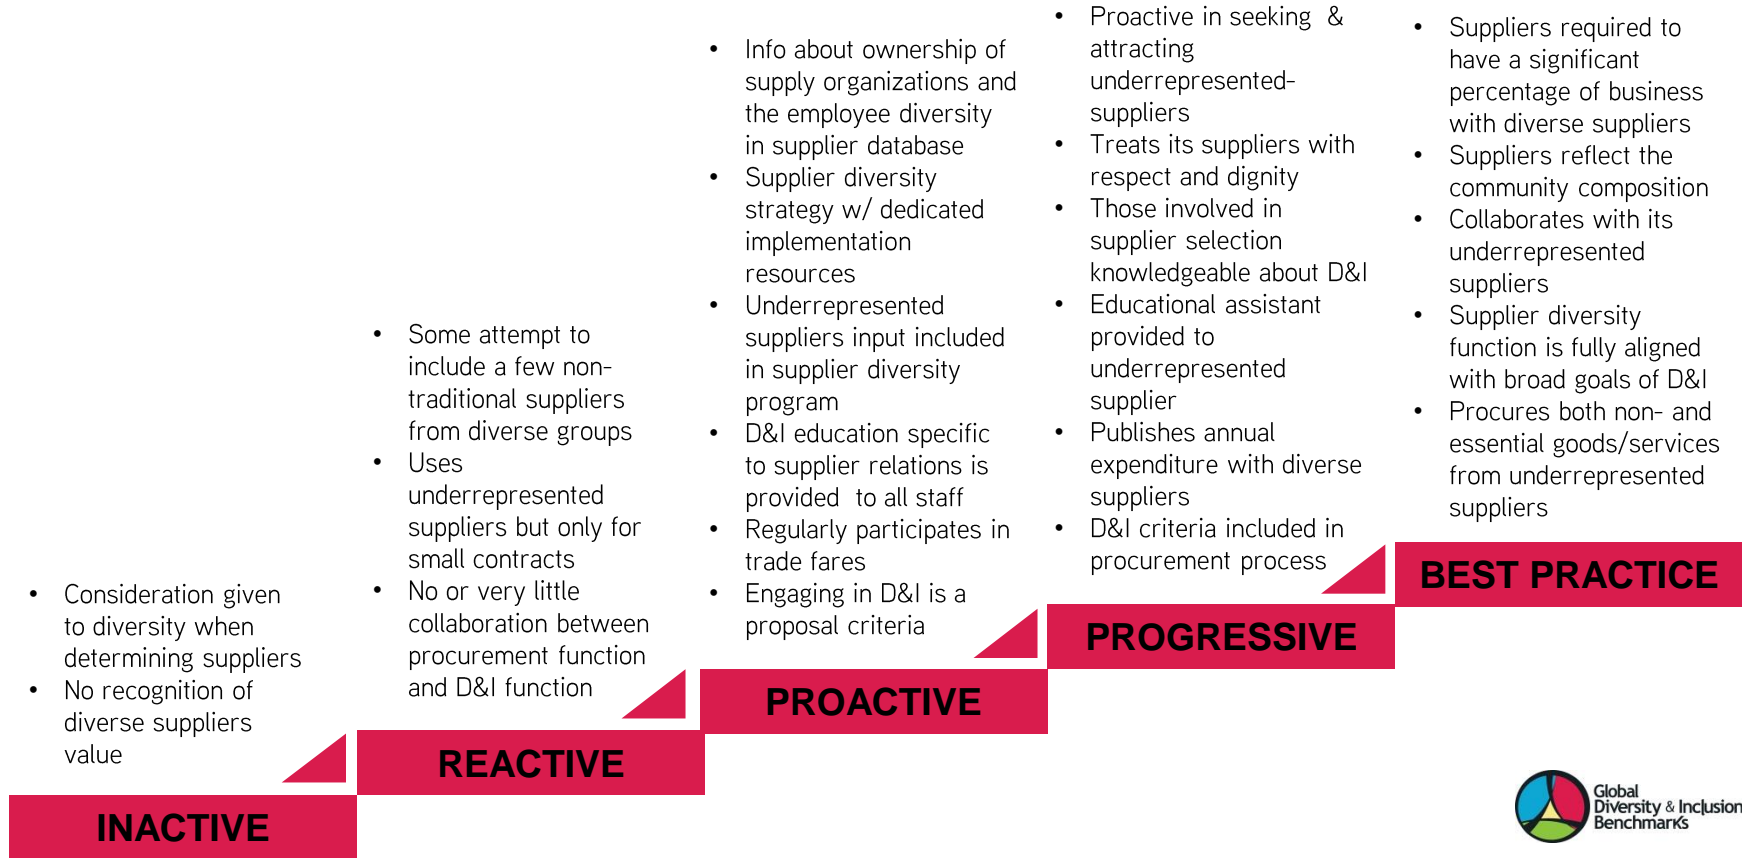 • Consideration given
to diversity when
determining suppliers
• No recognition of
diverse suppliers
value
INACTIVE
• Some attempt to
include a few non-
traditional suppliers
from diverse groups
• Uses
underrepresented
suppliers but only for
small contracts
• No or very little
collaboration between
procurement function
and D&I function
REACTIVE
• Info about ownership of
supply organizations and
the employee diversity
in supplier database
• Supplier diversity
strategy w/ dedicated
implementation
resources
• Underrepresented
suppliers input included
in supplier diversity
program
• D&I education specific
to supplier relations is
provided to all staff
• Regularly participates in
trade fares
• Engaging in D&I is a
proposal criteria
PROACTIVE
• Proactive in seeking &
attracting
underrepresented-
suppliers
• Treats its suppliers with
respect and dignity
• Those involved in
supplier selection
knowledgeable about D&I
• Educational assistant
provided to
underrepresented
supplier
• Publishes annual
expenditure with diverse
suppliers
• D&I criteria included in
procurement process
PROGRESSIVE
• Suppliers required to
have a significant
percentage of business
with diverse suppliers
• Suppliers reflect the
community composition
• Collaborates with its
underrepresented
suppliers
• Supplier diversity
function is fully aligned
with broad goals of D&I
• Procures both non- and
essential goods/services
from underrepresented
suppliers
BEST PRACTICE
Global
Diversity & Inclusion
Benchmarks